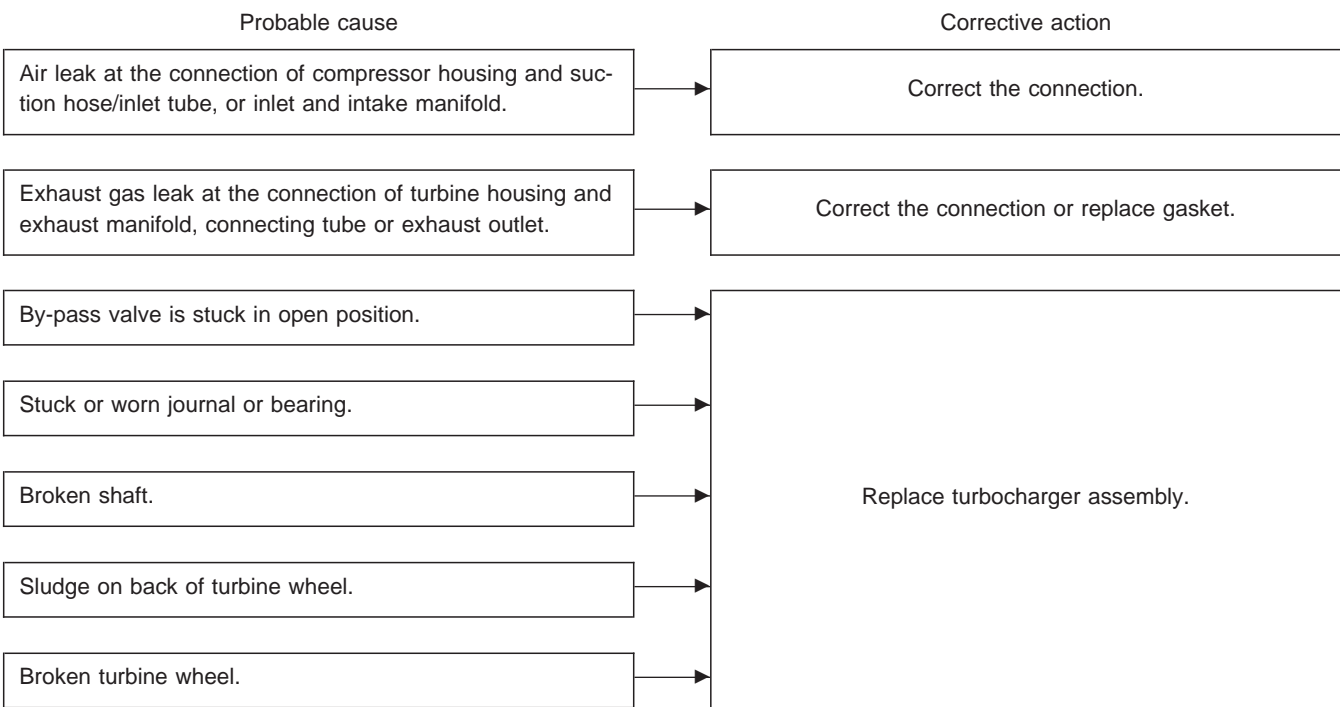 Probable cause
Corrective action
Air leak at the connection of compressor housing and suc-
tion hose/inlet tube, or inlet and intake manifold.
Correct the connection.
Exhaust gas leak at the connection of turbine housing and
exhaust manifold, connecting tube or exhaust outlet.
Correct the connection or replace gasket.
By-pass valve is stuck in open position.
Stuck or worn journal or bearing.
Broken shaft.
Sludge on back of turbine wheel.
Broken turbine wheel.
Replace turbocharger assembly.